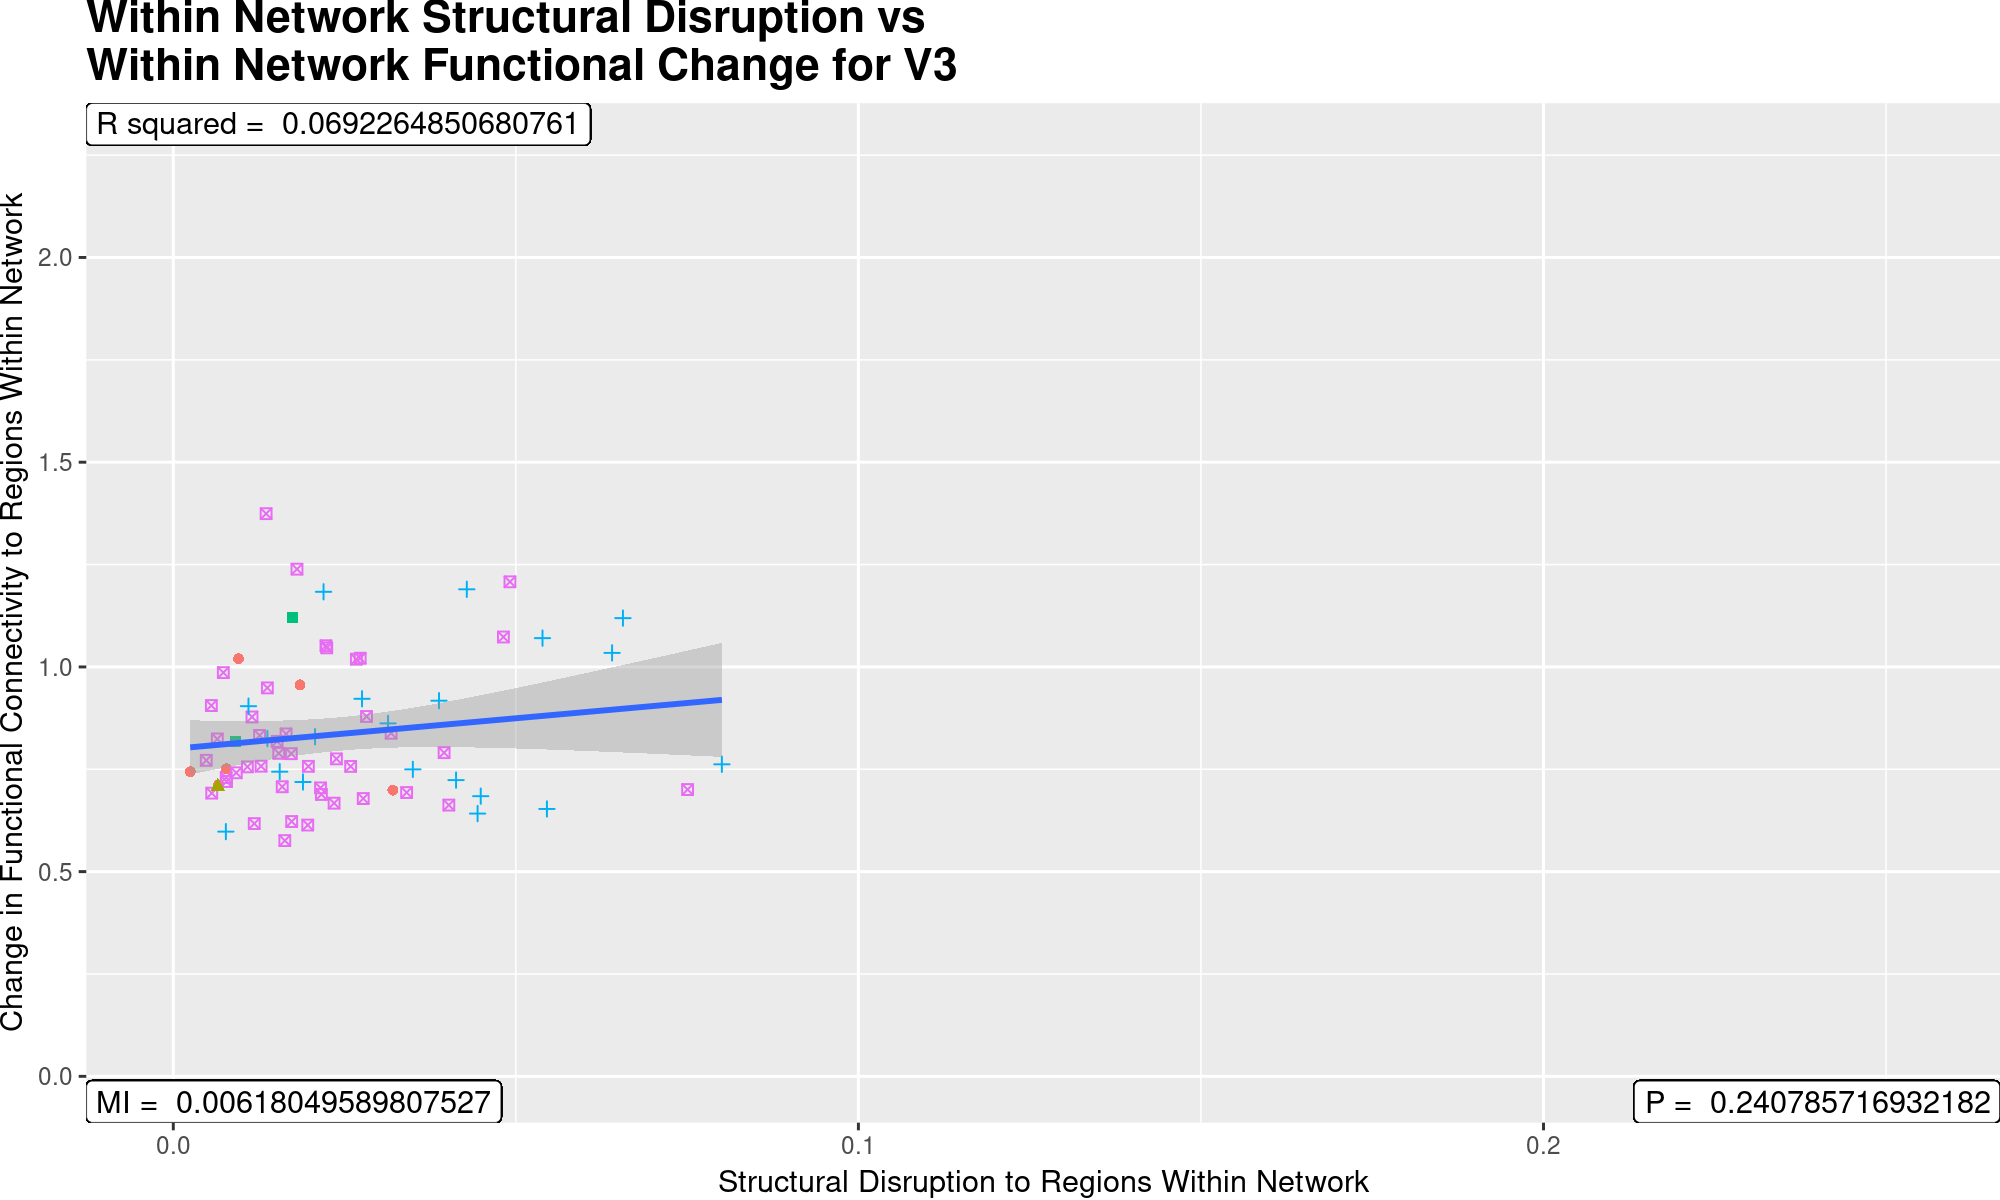 Within Network Structural Disruption vs
Within Network Functional Change for V3
R squared =  0.0692264850680761
Change in Functional Connectivity to Regions Within Network
2.0
1.5
1.0
0.5
0.0
MI =  0.00618049589807527
P =  0.240785716932182
0.0
0.1
0.2
Structural Disruption to Regions Within Network